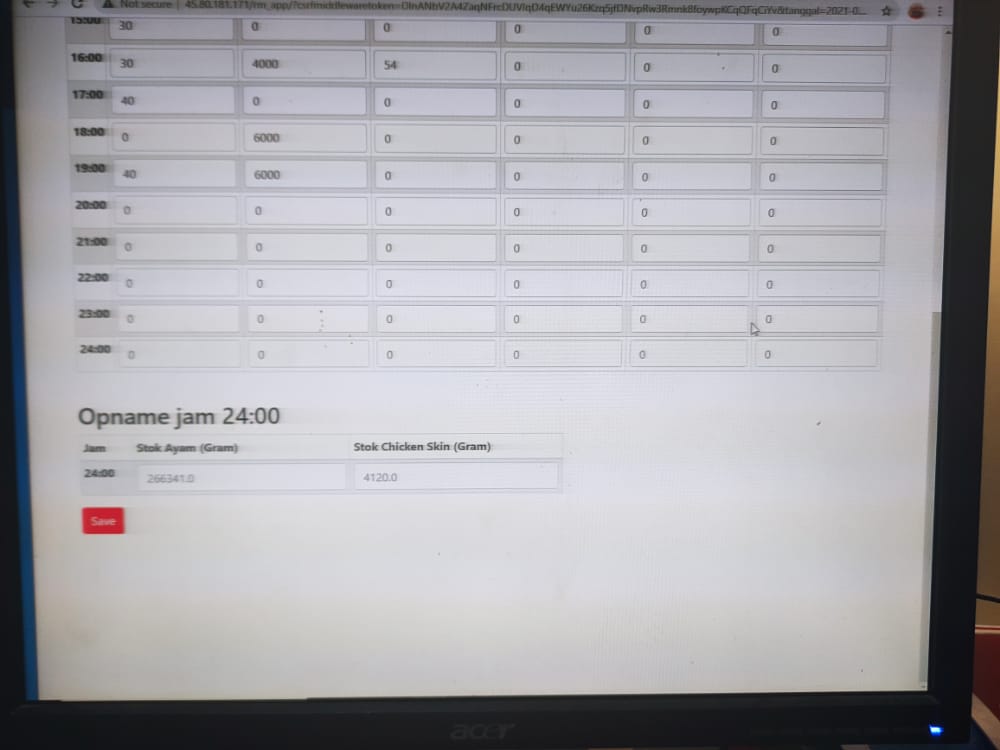 Not secure | 45.80.181.171/rm_app/?csrfmiddlewaretoken=
15:00 30 0 0 0 0 0
16:00 30 4000 54 0 0 0
17:00 40 0 0 0 0 0
18:00 0 6000 0 0 0 0
19:00 40 6000 0 0 0 0
20:00 0 0 0 0 0 0
21:00 0 0 0 0 0 0
22:00 0 0 0 0 0 0
23:00 0 0 0 0 0 0
24:00 0 0 0 0 0 0
Opname jam 24:00
Jam Stok Ayam (Gram) Stok Chicken Skin (Gram)
24:00 266341.0 4120.0
Save
acer